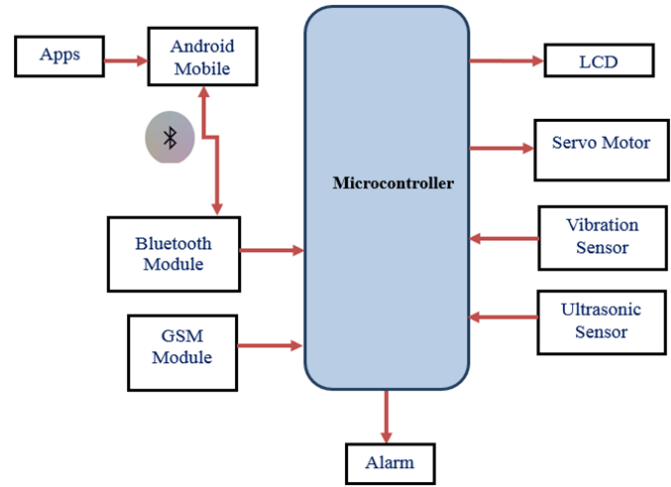 Apps
Android
Mobile
LCD
Servo Motor
Microcontroller
Bluetooth
Module
Vibration
Sensor
GSM
Module
Ultrasonic
Sensor
Alarm